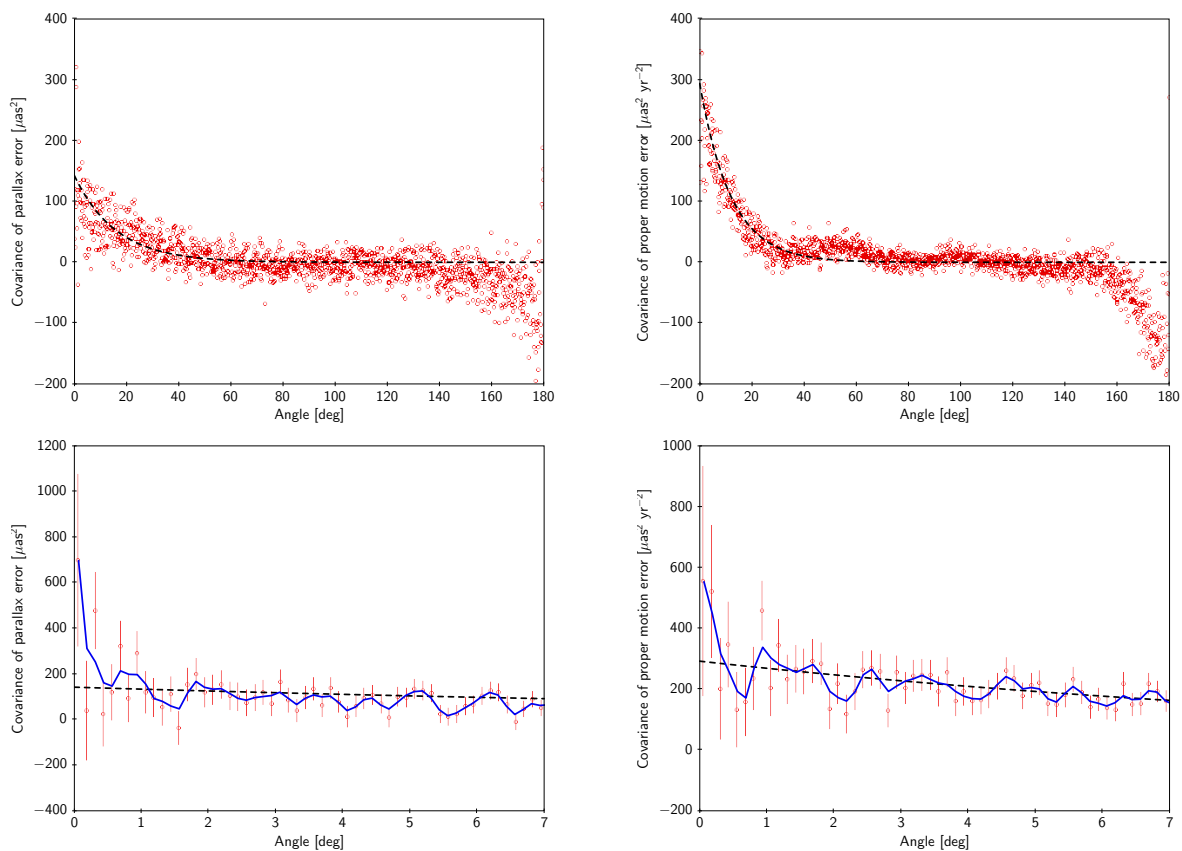 400
300
200
100
0
−100
−200
0 20 40 60 80 100 120 140 160 180
Angle [deg]
Covariance of parallax error [μas²]
400
300
200
100
0
−100
−200
0 20 40 60 80 100 120 140 160 180
Angle [deg]
Covariance of proper motion error [μas² yr⁻²]
1200
1000
800
600
400
200
0
−200
−400
0 1 2 3 4 5 6 7
Angle [deg]
Covariance of parallax error [μas²]
1000
800
600
400
200
0
−200
0 1 2 3 4 5 6 7
Angle [deg]
Covariance of proper motion error [μas² yr⁻²]